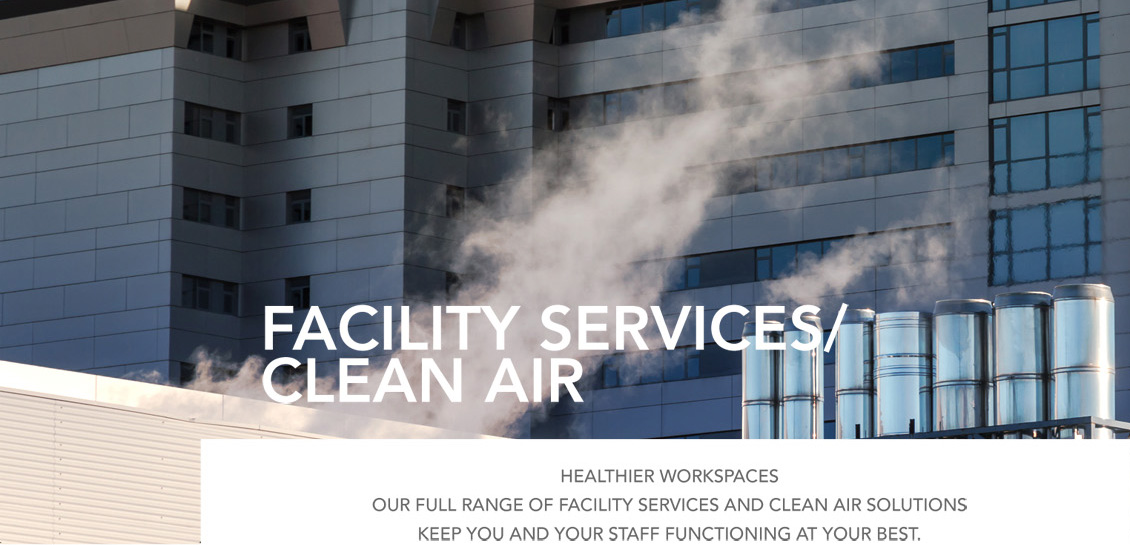 FACILITY SERVICES/
CLEAN AIR
HEALTHIER WORKSPACES
OUR FULL RANGE OF FACILITY SERVICES AND CLEAN AIR SOLUTIONS
KEEP YOU AND YOUR STAFF FUNCTIONING AT YOUR BEST.